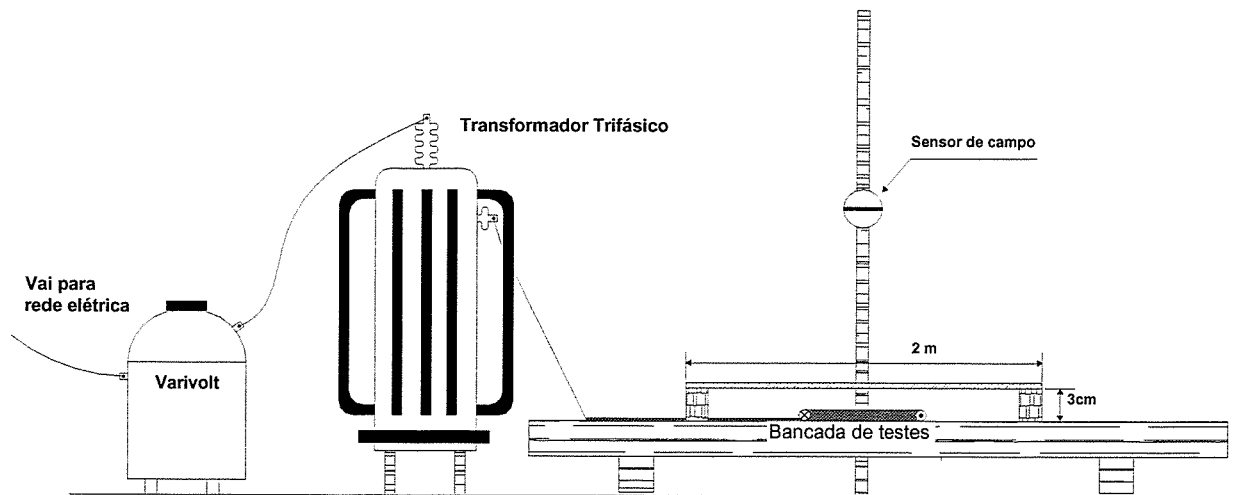 Transformador Trifásico
Sensor de campo
Vai para
rede elétrica
Varivolt
2 m
3cm
Bancada de testes